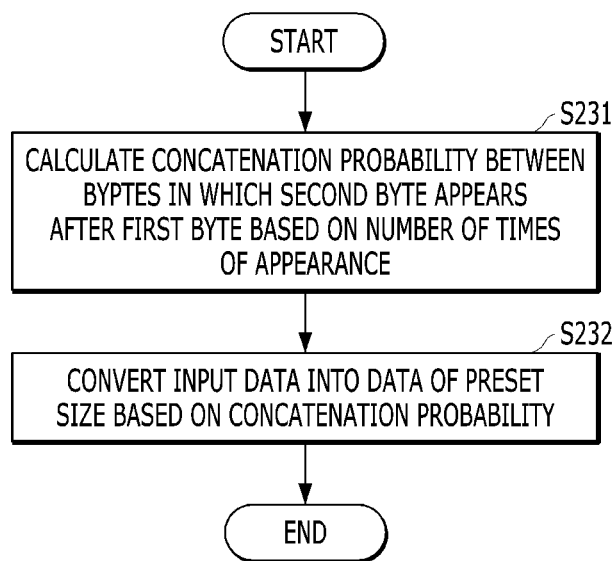 START
S231
CALCULATE CONCATENATION PROBABILITY BETWEEN
BYPTES IN WHICH SECOND BYTE APPEARS
AFTER FIRST BYTE BASED ON NUMBER OF TIMES
OF APPEARANCE
S232
CONVERT INPUT DATA INTO DATA OF PRESET
SIZE BASED ON CONCATENATION PROBABILITY
END